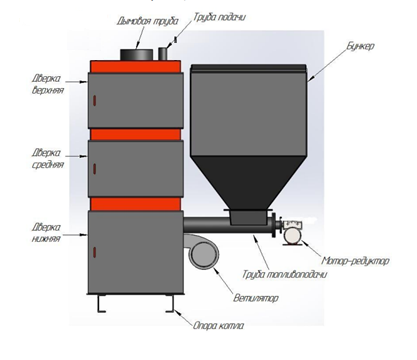 Дымовая труба
Труба подачи
Бункер
Дверка
верхняя
Дверка
средняя
Дверка
нижняя
Мотор-редуктор
Труба топливоподачи
Ветилятор
Опора котла